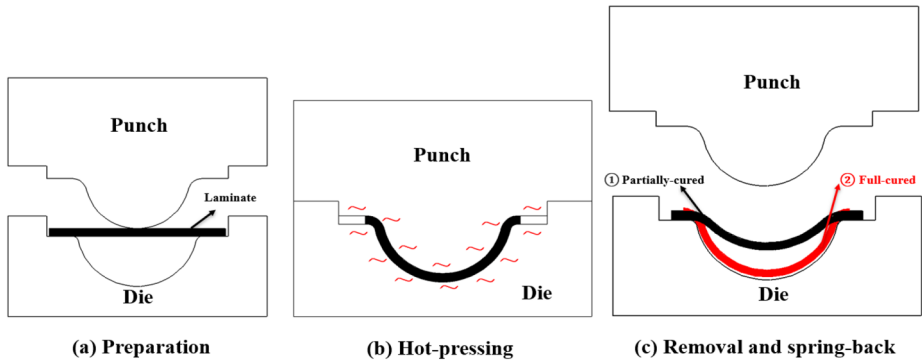 Punch
Laminate
Die
(a) Preparation
Punch
Die
(b) Hot-pressing
Punch
① Partially-cured
② Full-cured
Die
(c) Removal and spring-back